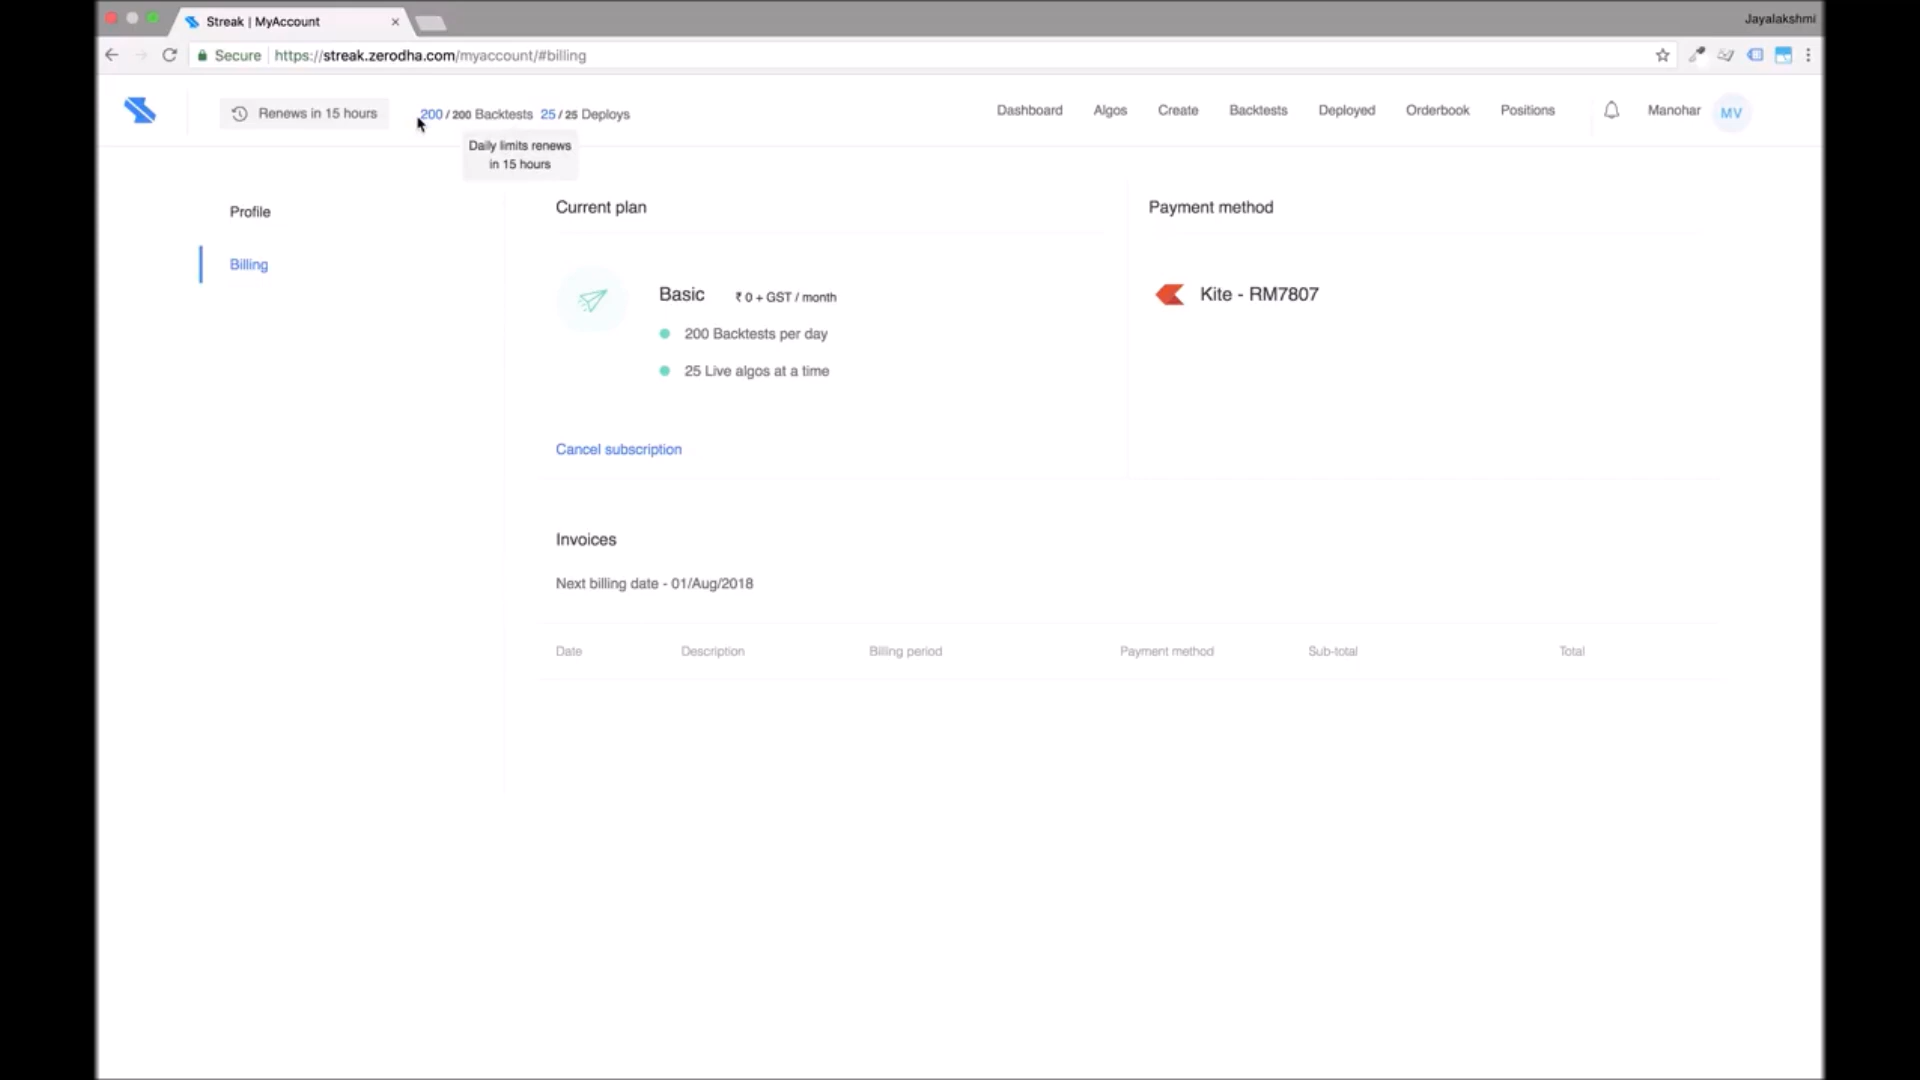 Streak | MyAccount
Jayalakshmi
Secure https://streak.zerodha.com/myaccount/#billing
Renews in 15 hours 200 / 200 Backtests 25 / 25 Deploys Dashboard Algos Create Backtests Deployed Orderbook Positions Manohar MV
Daily limits renews
in 15 hours
Profile
Billing
Current plan
Basic ₹ 0 + GST / month
200 Backtests per day
25 Live algos at a time
Cancel subscription
Payment method
Kite - RM7807
Invoices
Next billing date - 01/Aug/2018
Date Description Billing period Payment method Sub-total Total